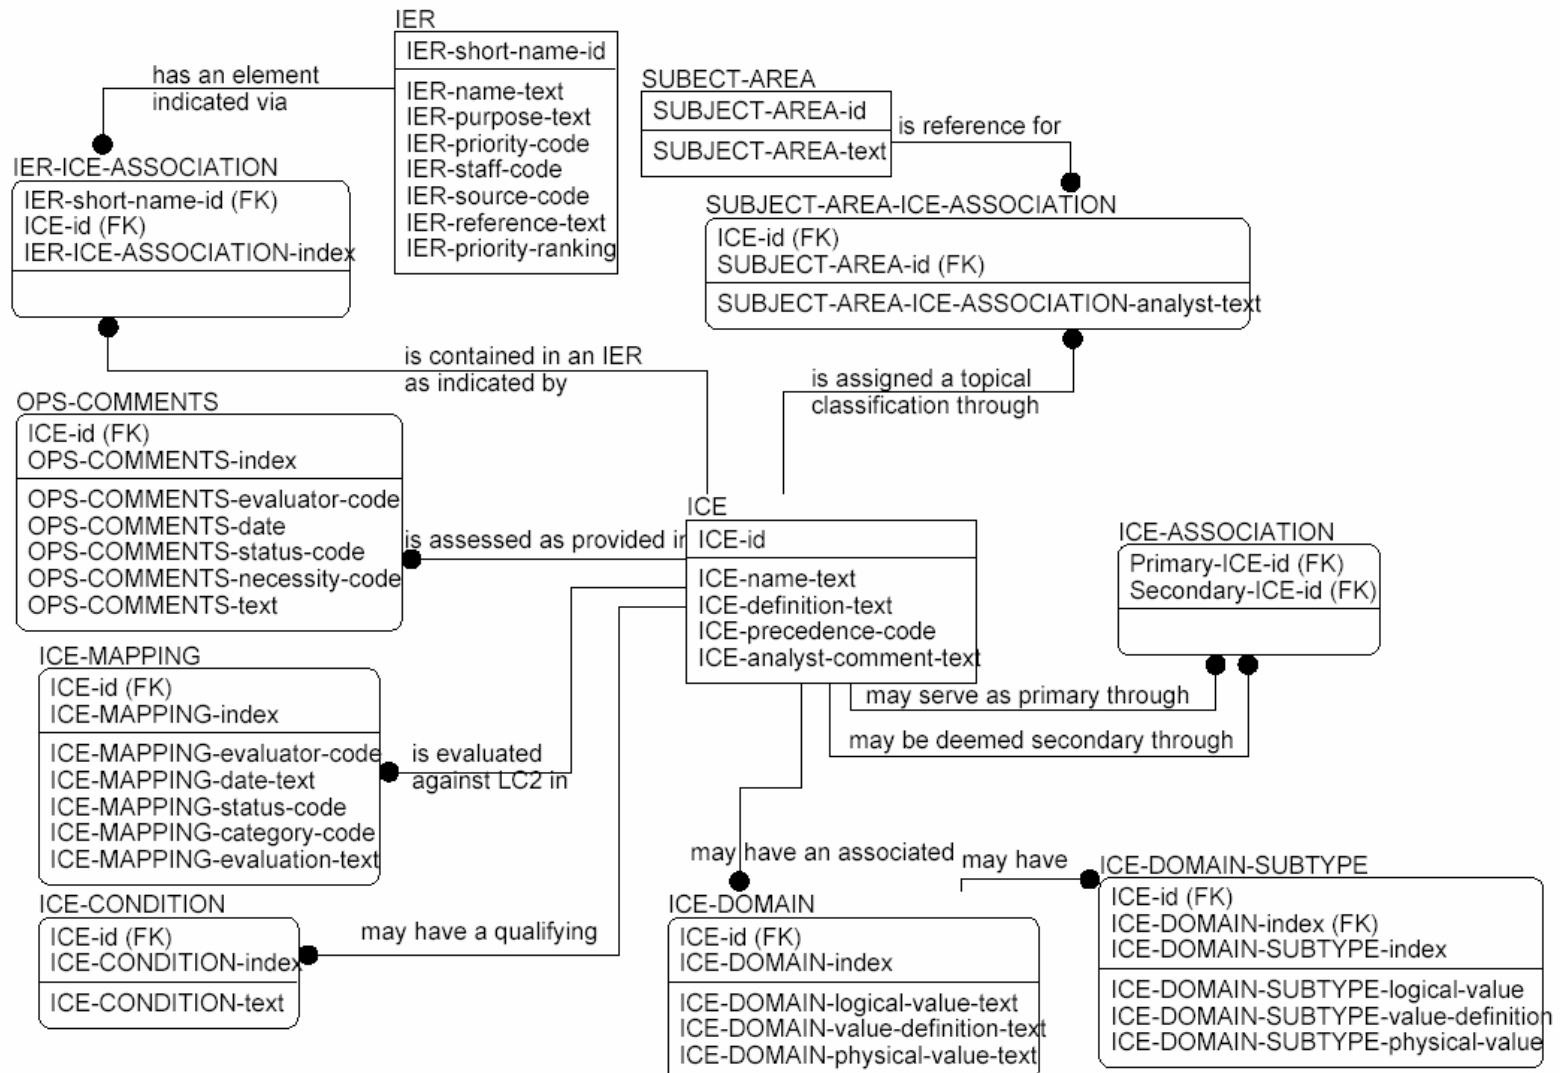 IER
IER-short-name-id
IER-name-text
IER-purpose-text
IER-priority-code
IER-staff-code
IER-source-code
IER-reference-text
IER-priority-ranking
has an element
indicated via
SUBECT-AREA
SUBJECT-AREA-id
SUBJECT-AREA-text
is reference for
IER-ICE-ASSOCIATION
IER-short-name-id (FK)
ICE-id (FK)
IER-ICE-ASSOCIATION-index
SUBJECT-AREA-ICE-ASSOCIATION
ICE-id (FK)
SUBJECT-AREA-id (FK)
SUBJECT-AREA-ICE-ASSOCIATION-analyst-text
is contained in an IER
as indicated by
is assigned a topical
classification through
OPS-COMMENTS
ICE-id (FK)
OPS-COMMENTS-index
OPS-COMMENTS-evaluator-code
OPS-COMMENTS-date
OPS-COMMENTS-status-code
OPS-COMMENTS-necessity-code
OPS-COMMENTS-text
is assessed as provided in
ICE
ICE-id
ICE-name-text
ICE-definition-text
ICE-precedence-code
ICE-analyst-comment-text
ICE-ASSOCIATION
Primary-ICE-id (FK)
Secondary-ICE-id (FK)
may serve as primary through
may be deemed secondary through
ICE-MAPPING
ICE-id (FK)
ICE-MAPPING-index
ICE-MAPPING-evaluator-code
ICE-MAPPING-date-text
ICE-MAPPING-status-code
ICE-MAPPING-category-code
ICE-MAPPING-evaluation-text
is evaluated
against LC2 in
ICE-CONDITION
ICE-id (FK)
ICE-CONDITION-index
ICE-CONDITION-text
may have a qualifying
may have an associated
ICE-DOMAIN
ICE-id (FK)
ICE-DOMAIN-index
ICE-DOMAIN-logical-value-text
ICE-DOMAIN-value-definition-text
ICE-DOMAIN-physical-value-text
may have
ICE-DOMAIN-SUBTYPE
ICE-id (FK)
ICE-DOMAIN-index (FK)
ICE-DOMAIN-SUBTYPE-index
ICE-DOMAIN-SUBTYPE-logical-value
ICE-DOMAIN-SUBTYPE-value-definition
ICE-DOMAIN-SUBTYPE-physical-value